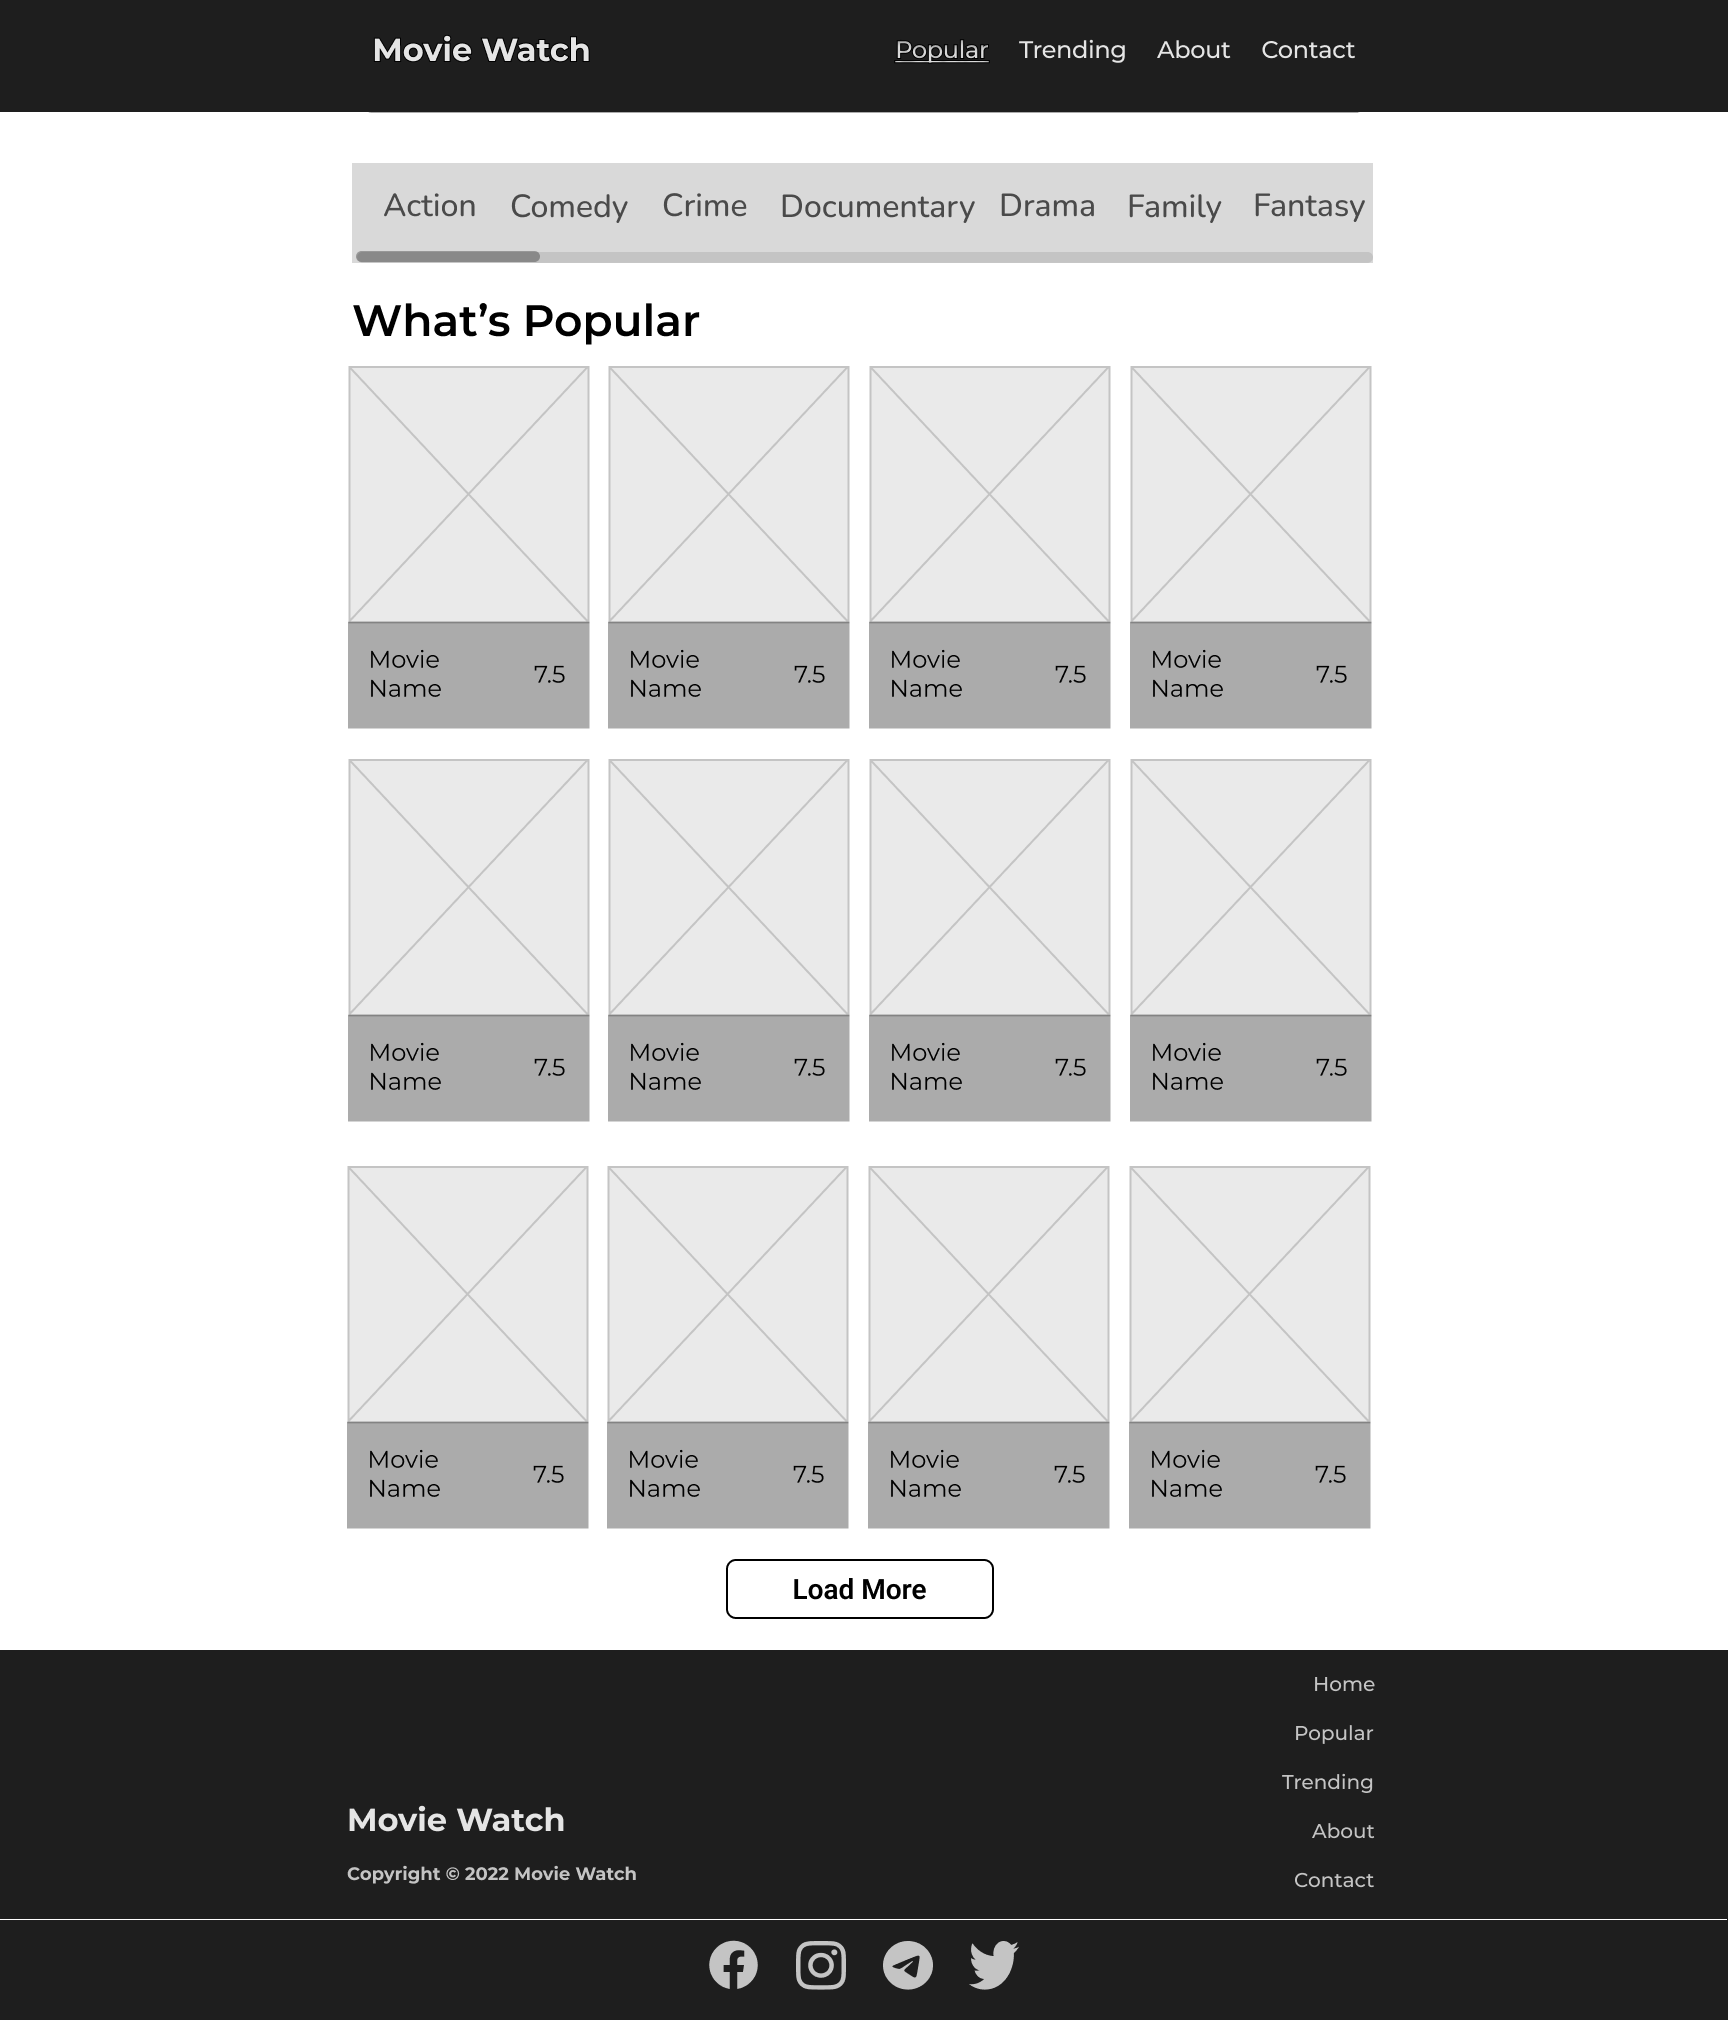 Movie Watch Popular Trending About Contact
Action Comedy Crime Documentary Drama Family Fantasy
What’s Popular
Movie Name 7.5 Movie Name 7.5 Movie Name 7.5 Movie Name 7.5
Movie Name 7.5 Movie Name 7.5 Movie Name 7.5 Movie Name 7.5
Movie Name 7.5 Movie Name 7.5 Movie Name 7.5 Movie Name 7.5
Load More
Home
Popular
Trending
Movie Watch
About
Copyright © 2022 Movie Watch
Contact